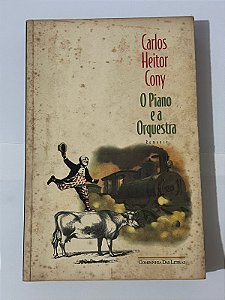 Carlos
Heitor
Cony
O Piano
e a
Orquestra
Romance
Companhia Das Letras